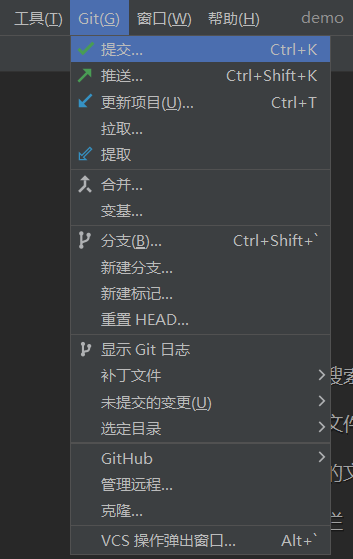 工具(T) Git(G) 窗口(W) 帮助(H) demo
提交... Ctrl+K
推送... Ctrl+Shift+K
更新项目(U)... Ctrl+T
拉取...
提取
合并...
变基...
分支(B)... Ctrl+Shift+`
新建分支...
新建标记...
重置 HEAD...
显示 Git 日志
补丁文件
搜索
未提交的变更(U)
文件
选定目录
GitHub
的文
管理远程...
克隆...
栏
VCS 操作弹出窗口... Alt+`